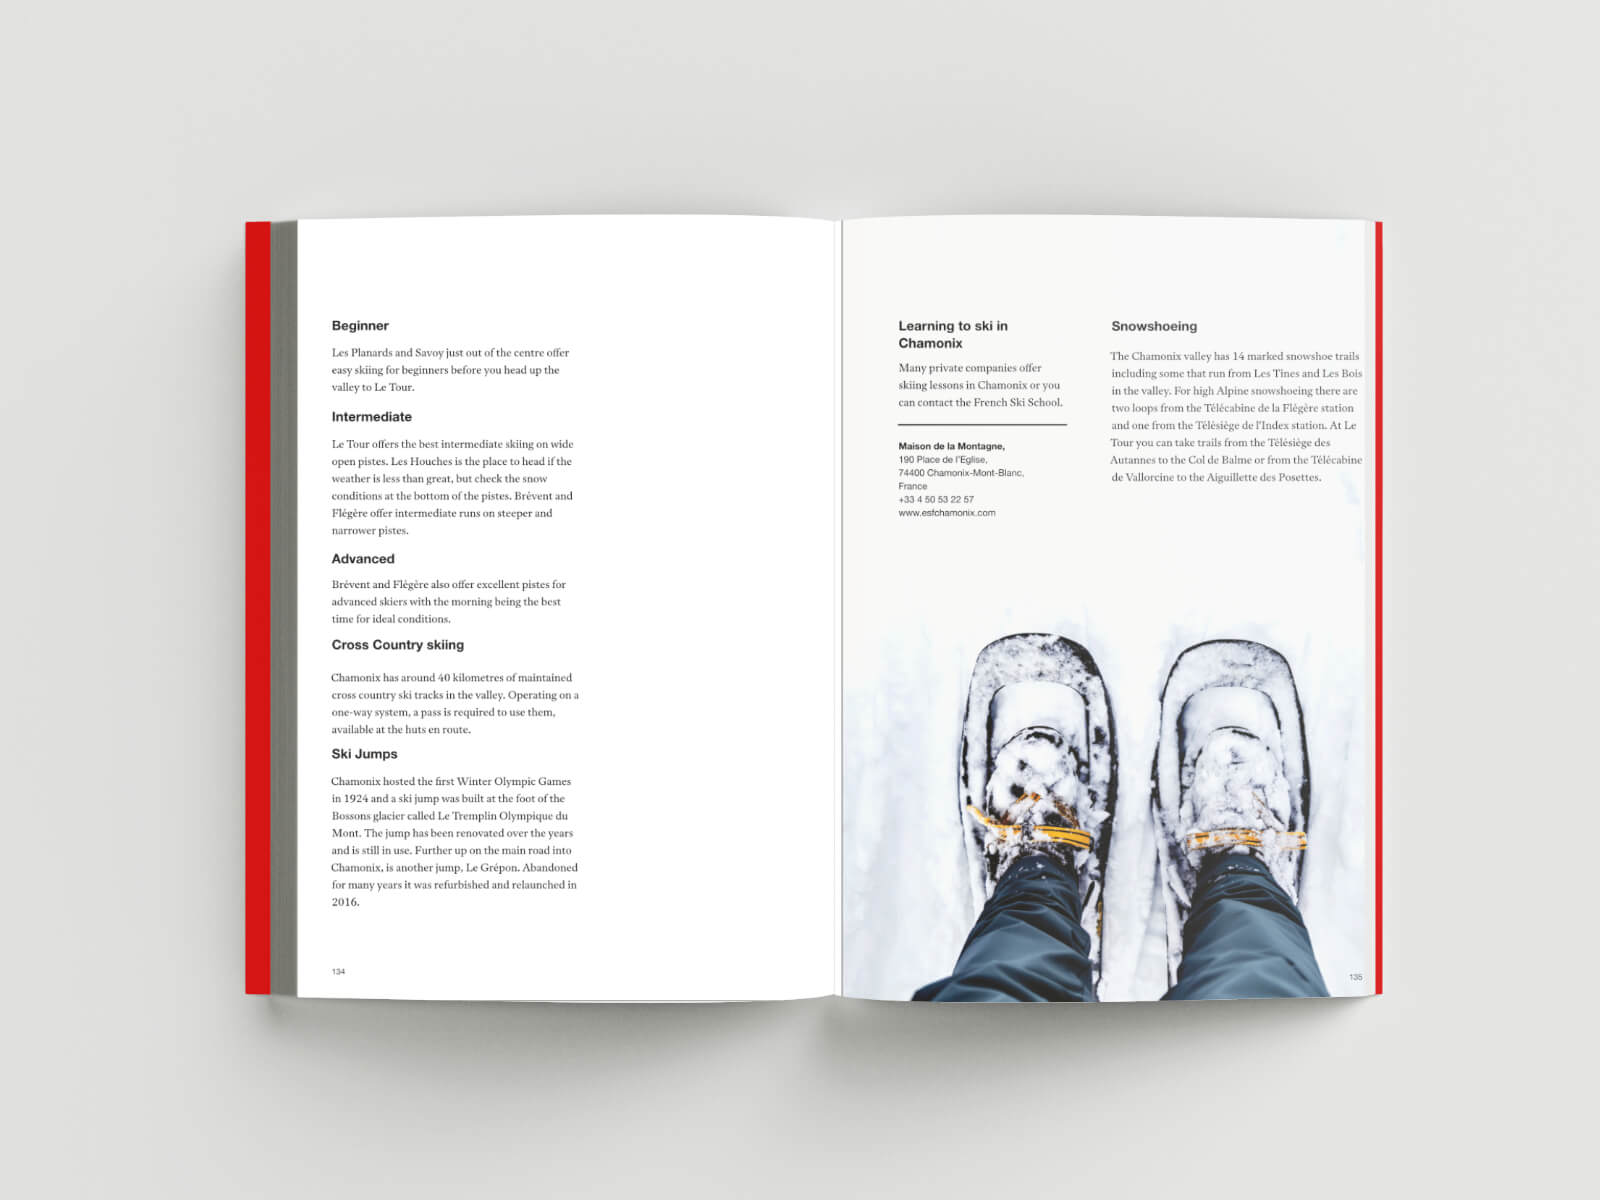 Beginner
Les Planards and Savoy just out of the centre offer
easy skiing for beginners before you head up the
valley to Le Tour.
Intermediate
Le Tour offers the best intermediate skiing on wide
open pistes. Les Houches is the place to head if the
weather is less than great, but check the snow
conditions at the bottom of the pistes. Brévent and
Flégère offer intermediate runs on steeper and
narrower pistes.
Advanced
Brévent and Flégère also offer excellent pistes for
advanced skiers with the morning being the best
time for ideal conditions.
Cross Country skiing
Chamonix has around 40 kilometres of maintained
cross country ski tracks in the valley. Operating on a
one-way system, a pass is required to use them,
available at the huts en route.
Ski Jumps
Chamonix hosted the first Winter Olympic Games
in 1924 and a ski jump was built at the foot of the
Bossons glacier called Le Tremplin Olympique du
Mont. The jump has been renovated over the years
and is still in use. Further up on the main road into
Chamonix, is another jump, Le Grépon. Abandoned
for many years it was refurbished and relaunched in
2016.
134
Learning to ski in
Chamonix
Many private companies offer
skiing lessons in Chamonix or you
can contact the French Ski School.
Maison de la Montagne,
190 Place de l'Eglise,
74400 Chamonix-Mont-Blanc,
France
+33 4 50 53 22 57
www.esfchamonix.com
Snowshoeing
The Chamonix valley has 14 marked snowshoe trails
including some that run from Les Tines and Les Bois
in the valley. For high Alpine snowshoeing there are
two loops from the Télécabine de la Flégère station
and one from the Télésiège de l'Index station. At Le
Tour you can take trails from the Télésiège des
Autannes to the Col de Balme or from the Télécabine
de Vallorcine to the Aiguillette des Posettes.
135